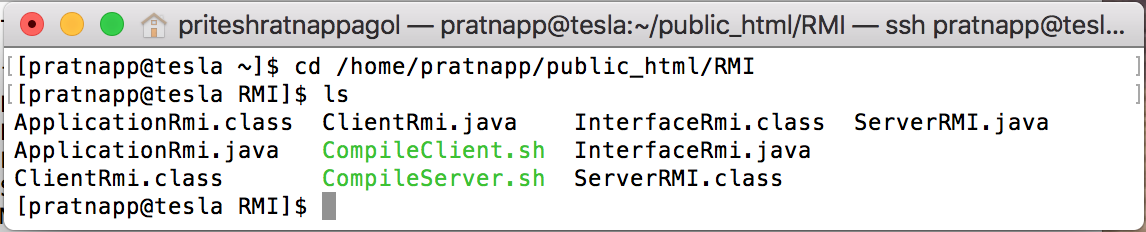 priteshratnappagol — pratnapp@tesla:~/public_html/RMI — ssh pratnapp@tesl...
[[pratnapp@tesla ~]$ cd /home/pratnapp/public_html/RMI ]
[[pratnapp@tesla RMI]$ ls ]
ApplicationRmi.class ClientRmi.java InterfaceRmi.class ServerRMI.java
ApplicationRmi.java CompileClient.sh InterfaceRmi.java
ClientRmi.class CompileServer.sh ServerRMI.class
[pratnapp@tesla RMI]$